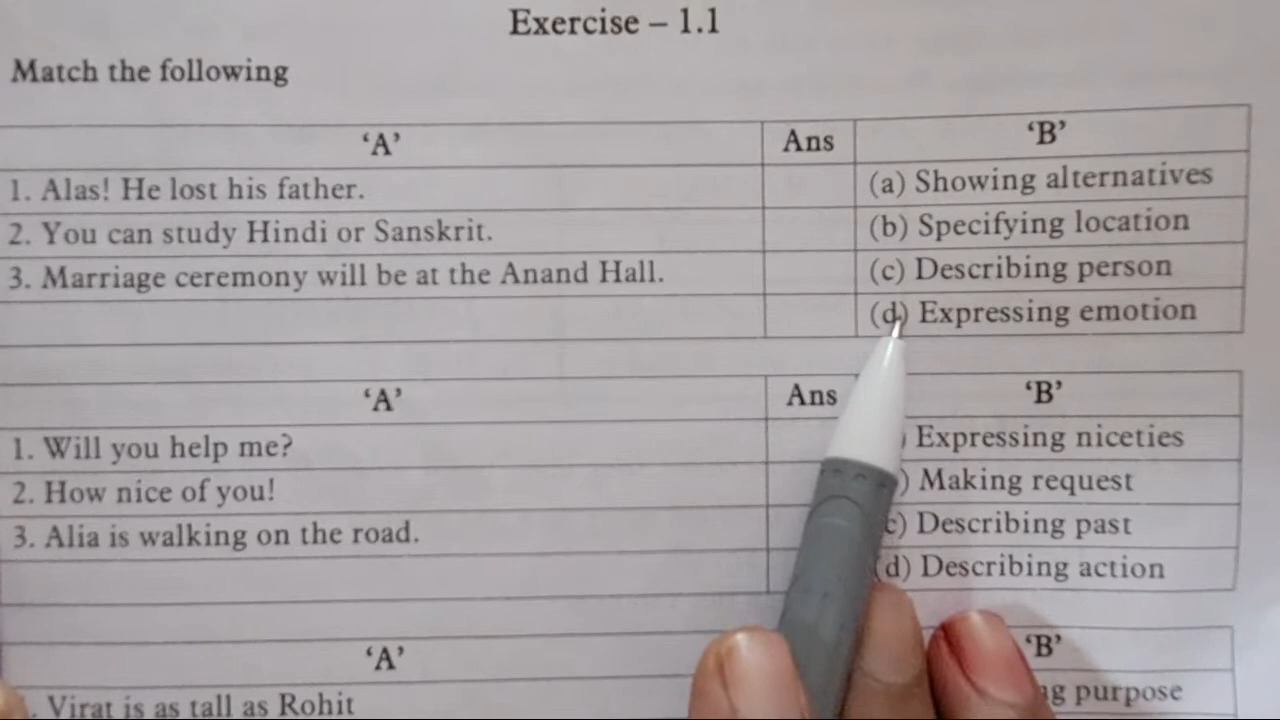 Exercise – 1.1
Match the following
‘A’ Ans ‘B’
1. Alas! He lost his father. (a) Showing alternatives
2. You can study Hindi or Sanskrit. (b) Specifying location
3. Marriage ceremony will be at the Anand Hall. (c) Describing person
(d) Expressing emotion
‘A’ Ans ‘B’
1. Will you help me? Expressing niceties
2. How nice of you! ) Making request
3. Alia is walking on the road. c) Describing past
(d) Describing action
‘A’ ‘B’
. Virat is as tall as Rohit purpose